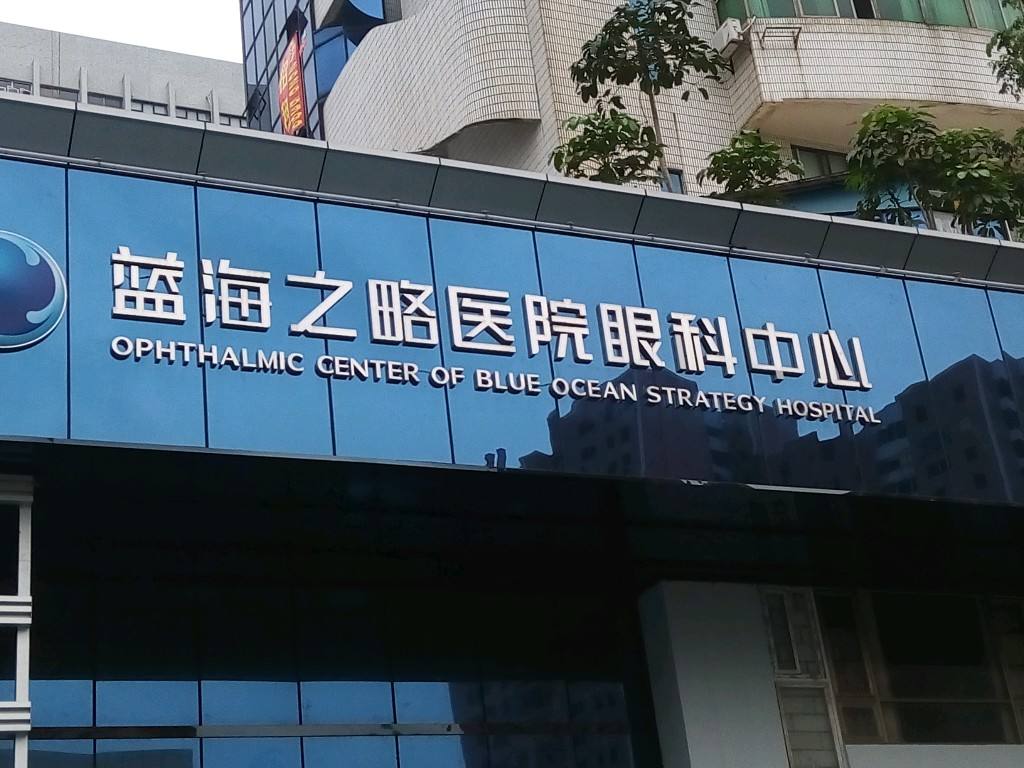 蓝海之略医院眼科中心
OPHTHALMIC CENTER OF BLUE OCEAN STRATEGY HOSPITAL